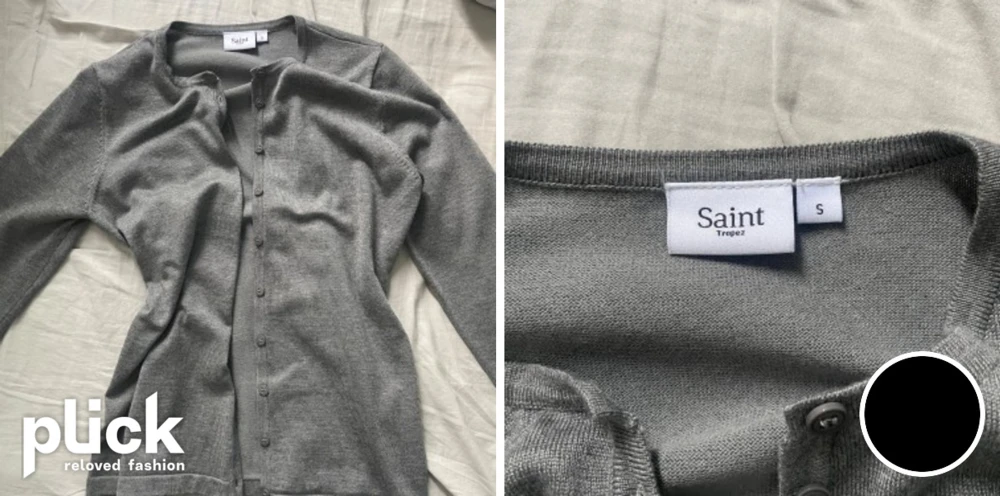 Saint
Tropez
S
plick
reloved fashion